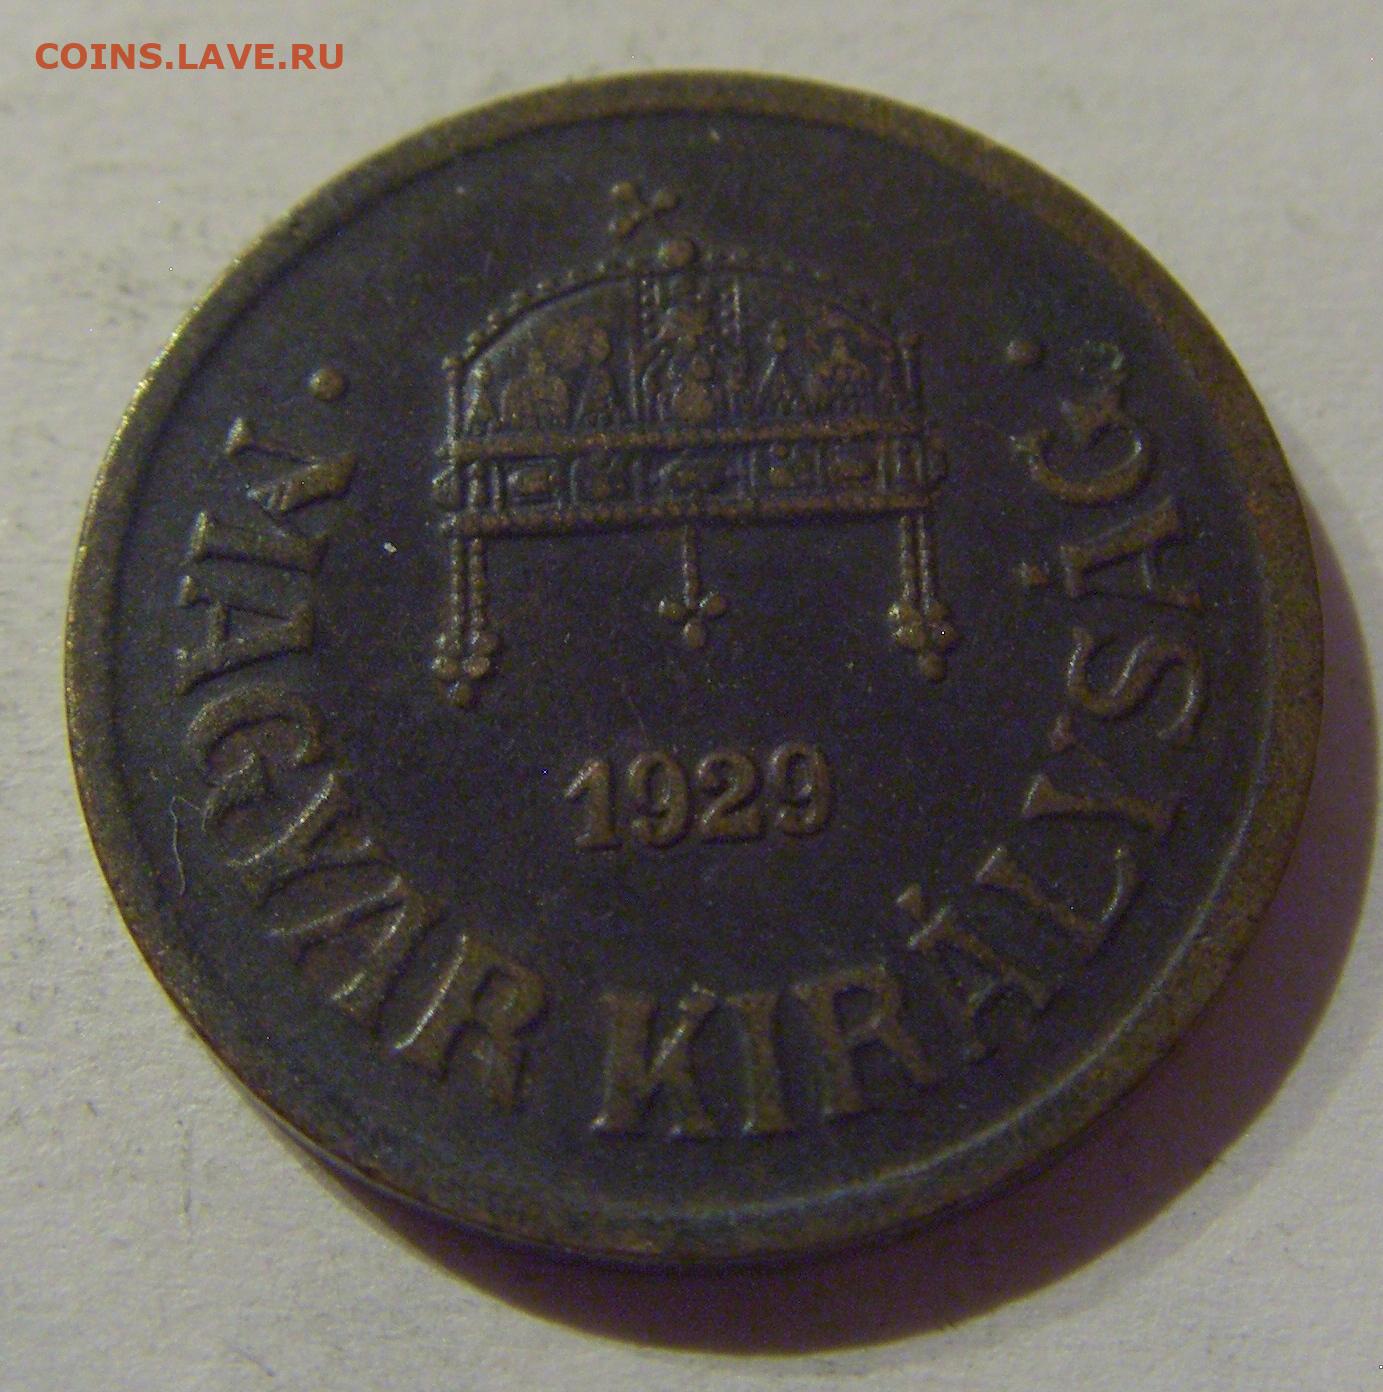 COINS.LAVE.RU
1929
· MAGYAR KIRÁLYSÁG ·